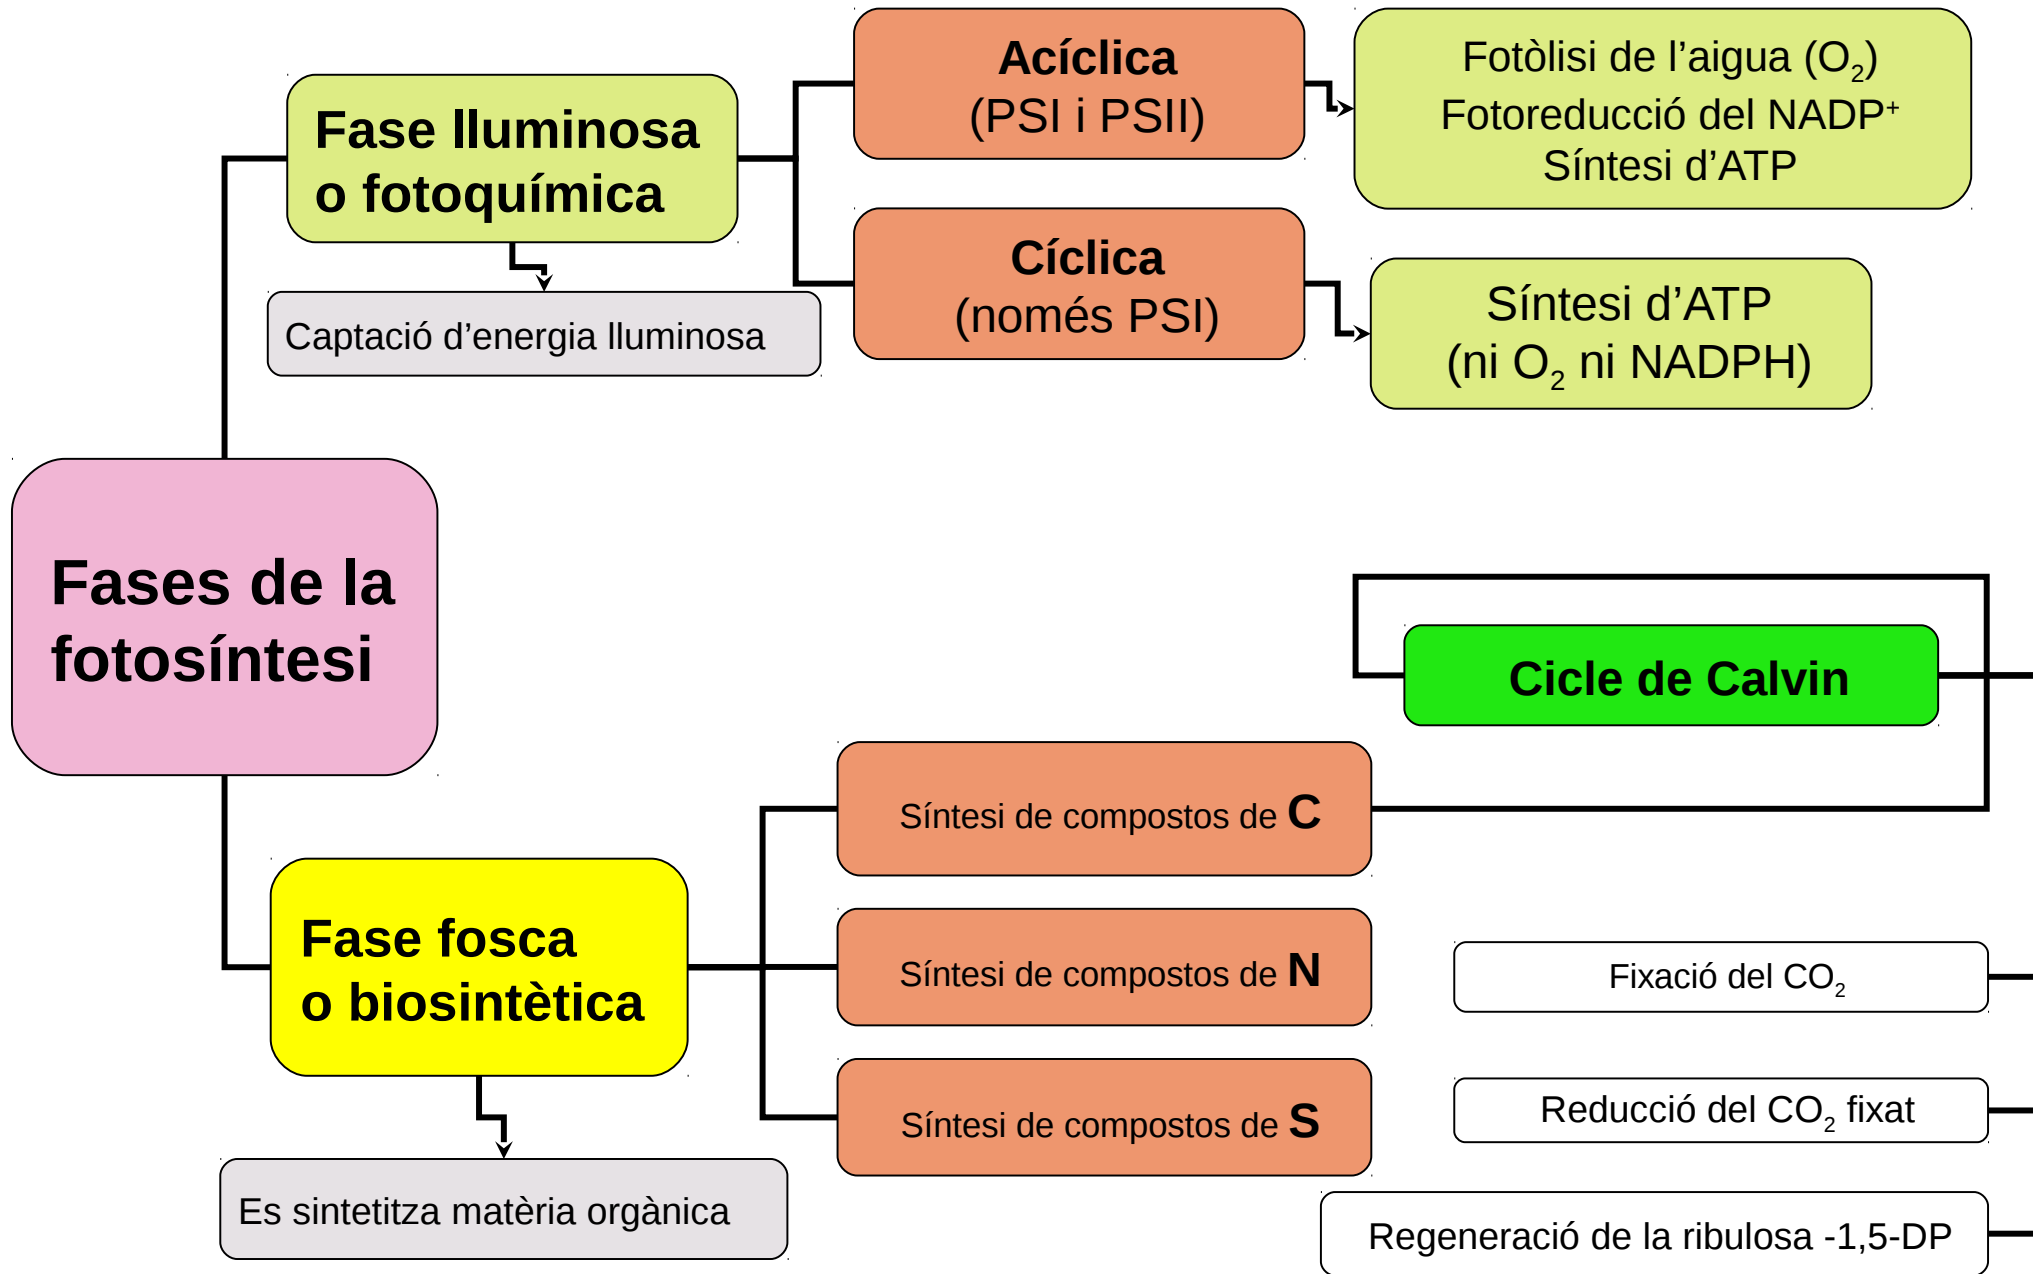 Fases de la
fotosíntesi
Fase lluminosa
o fotoquímica
Captació d’energia lluminosa
Acíclica
(PSI i PSII)
Fotòlisi de l’aigua (O₂)
Fotoreducció del NADP⁺
Síntesi d’ATP
Cíclica
(només PSI)
Síntesi d’ATP
(ni O₂ ni NADPH)
Fase fosca
o biosintètica
Es sintetitza matèria orgànica
Síntesi de compostos de C
Síntesi de compostos de N
Síntesi de compostos de S
Cicle de Calvin
Fixació del CO₂
Reducció del CO₂ fixat
Regeneració de la ribulosa -1,5-DP